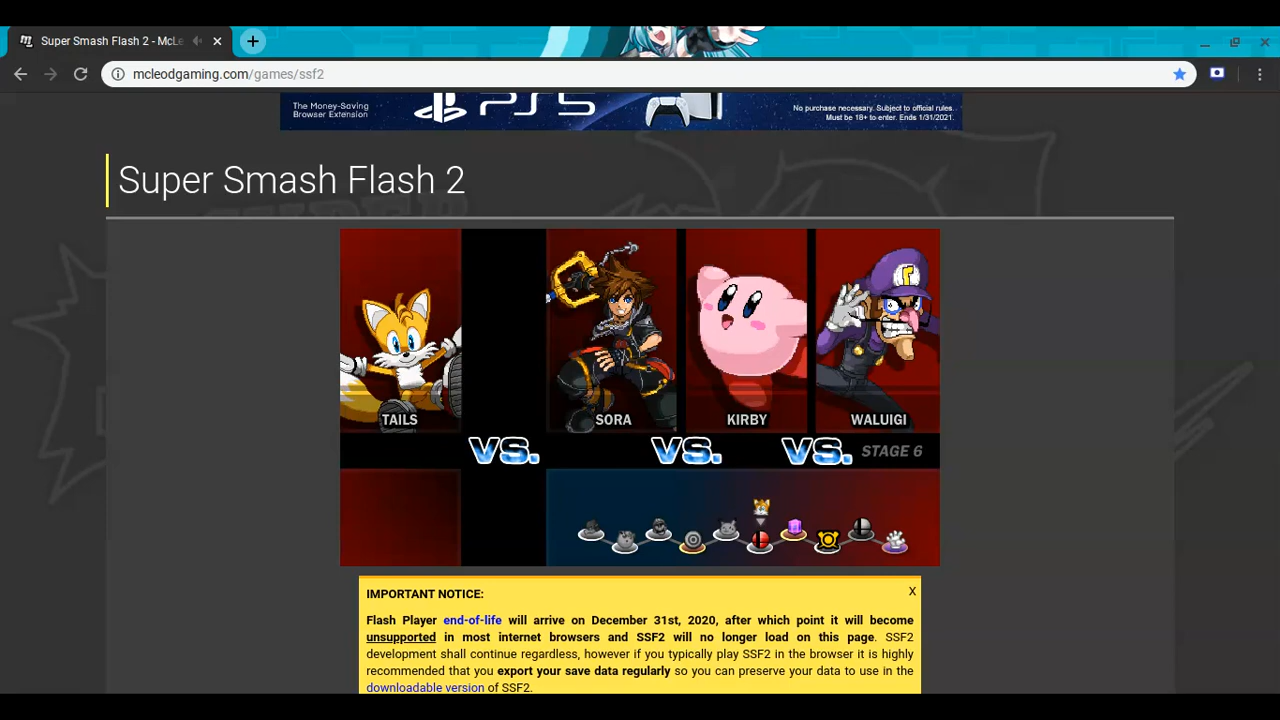 Super Smash Flash 2 - McLe
mcleodgaming.com/games/ssf2
The Money-Saving
Browser Extension
PS5
No purchase necessary. Subject to official rules.
Must be 18+ to enter. Ends 1/31/2021.
Super Smash Flash 2
TAILS
SORA
KIRBY
WALUIGI
VS.
VS.
VS.
STAGE 6
IMPORTANT NOTICE:
X
Flash Player end-of-life will arrive on December 31st, 2020, after which point it will become
unsupported in most internet browsers and SSF2 will no longer load on this page. SSF2
development shall continue regardless, however if you typically play SSF2 in the browser it is highly
recommended that you export your save data regularly so you can preserve your data to use in the
downloadable version of SSF2.